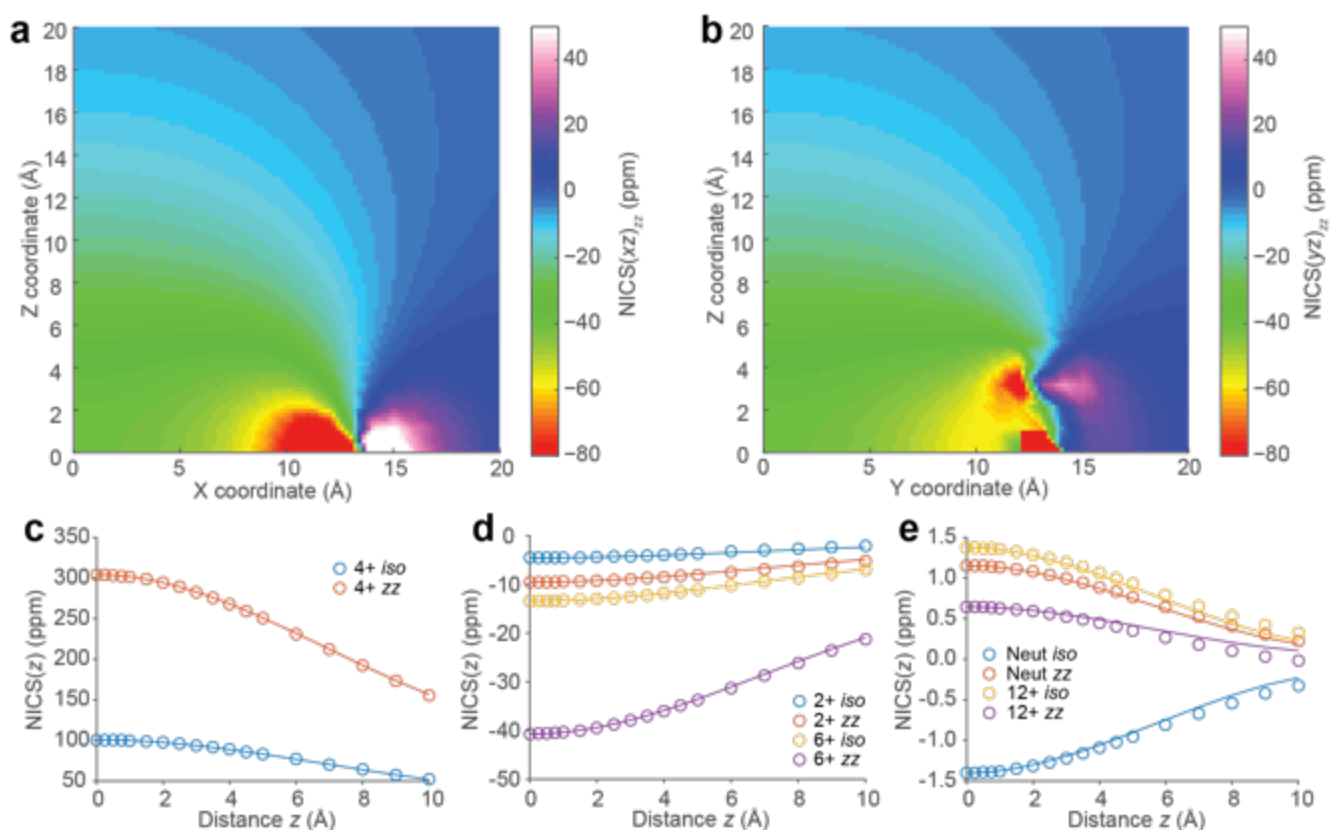 a
20
18
16
14
12
10
8
6
4
2
0
Z coordinate (Å)
0 5 10 15 20
X coordinate (Å)
40
20
0
−20
−40
−60
−80
NICS(xz)zz (ppm)
b
20
18
16
14
12
10
8
6
4
2
0
Z coordinate (Å)
0 5 10 15 20
Y coordinate (Å)
40
20
0
−20
−40
−60
−80
NICS(yz)zz (ppm)
c
350
300
250
200
150
100
50
NICS(z) (ppm)
4+ iso
4+ zz
0 2 4 6 8 10
Distance z (Å)
d
0
-10
-20
-30
-40
-50
NICS(z) (ppm)
2+ iso
2+ zz
6+ iso
6+ zz
0 2 4 6 8 10
Distance z (Å)
e
1.5
1.0
0.5
0.0
-0.5
-1.0
-1.5
NICS(z) (ppm)
Neut iso
Neut zz
12+ iso
12+ zz
0 2 4 6 8 10
Distance z (Å)